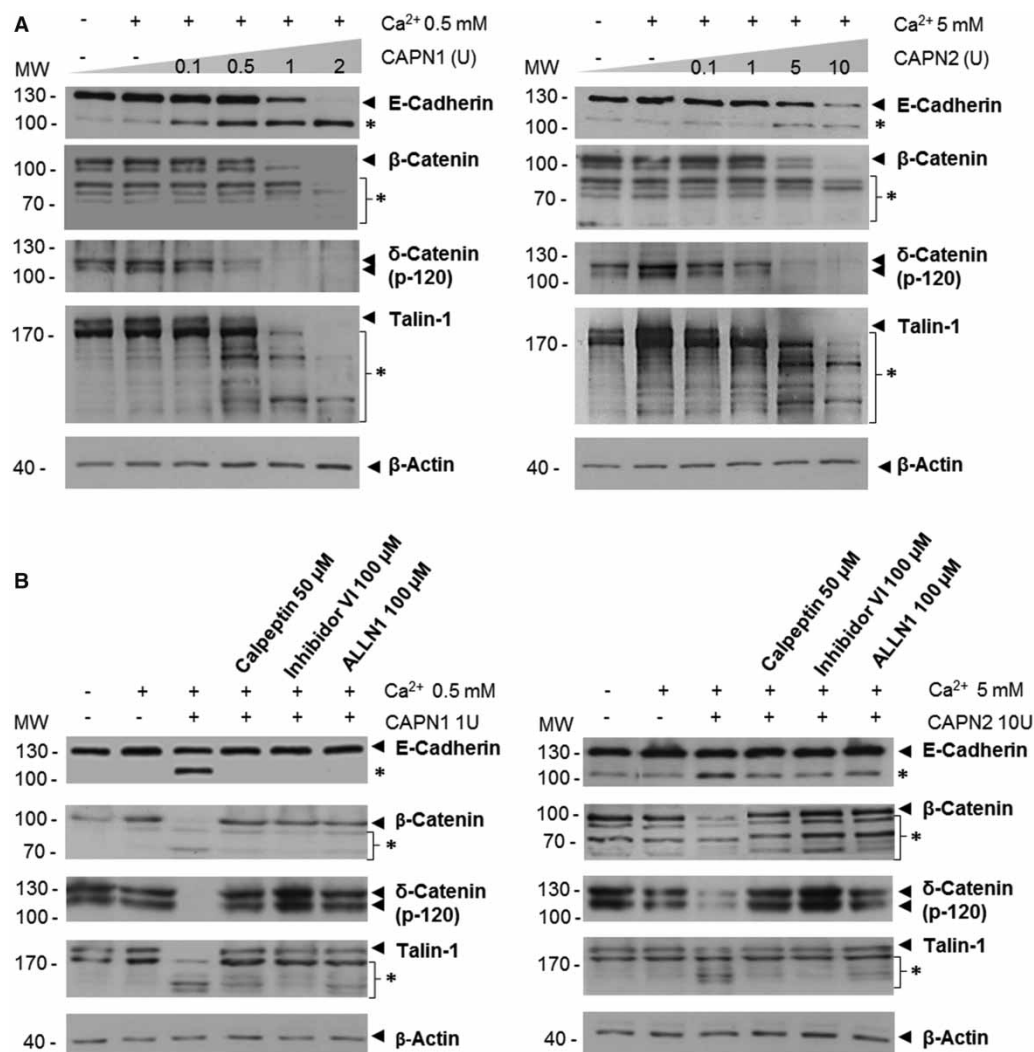 A
- + + + + + Ca²⁺ 0.5 mM
- - 0.1 0.5 1 2 CAPN1 (U)
MW
130 - ◄ E-Cadherin
100 - *
100 - ◄ β-Catenin
70 - *
130 - ◄ δ-Catenin
100 - ◄ (p-120)
◄ Talin-1
170 -
*
40 - ◄ β-Actin
- + + + + + Ca²⁺ 5 mM
- - 0.1 1 5 10 CAPN2 (U)
MW
130 - ◄ E-Cadherin
100 - *
100 - ◄ β-Catenin
70 - *
130 - ◄ δ-Catenin
100 - ◄ (p-120)
◄ Talin-1
170 -
*
40 - ◄ β-Actin
B
Calpeptin 50 µM
Inhibidor VI 100 µM
ALLN1 100 µM
- + + + + + Ca²⁺ 0.5 mM
- - + + + + CAPN1 1U
MW
130 - ◄ E-Cadherin
100 - *
100 - ◄ β-Catenin
70 - *
130 - ◄ δ-Catenin
100 - ◄ (p-120)
◄ Talin-1
170 - *
40 - ◄ β-Actin
Calpeptin 50 µM
Inhibidor VI 100 µM
ALLN1 100 µM
- + + + + + Ca²⁺ 5 mM
- - + + + + CAPN2 10U
MW
130 - ◄ E-Cadherin
100 - *
100 - ◄ β-Catenin
70 - *
130 - ◄ δ-Catenin
100 - ◄ (p-120)
◄ Talin-1
170 - *
40 - ◄ β-Actin